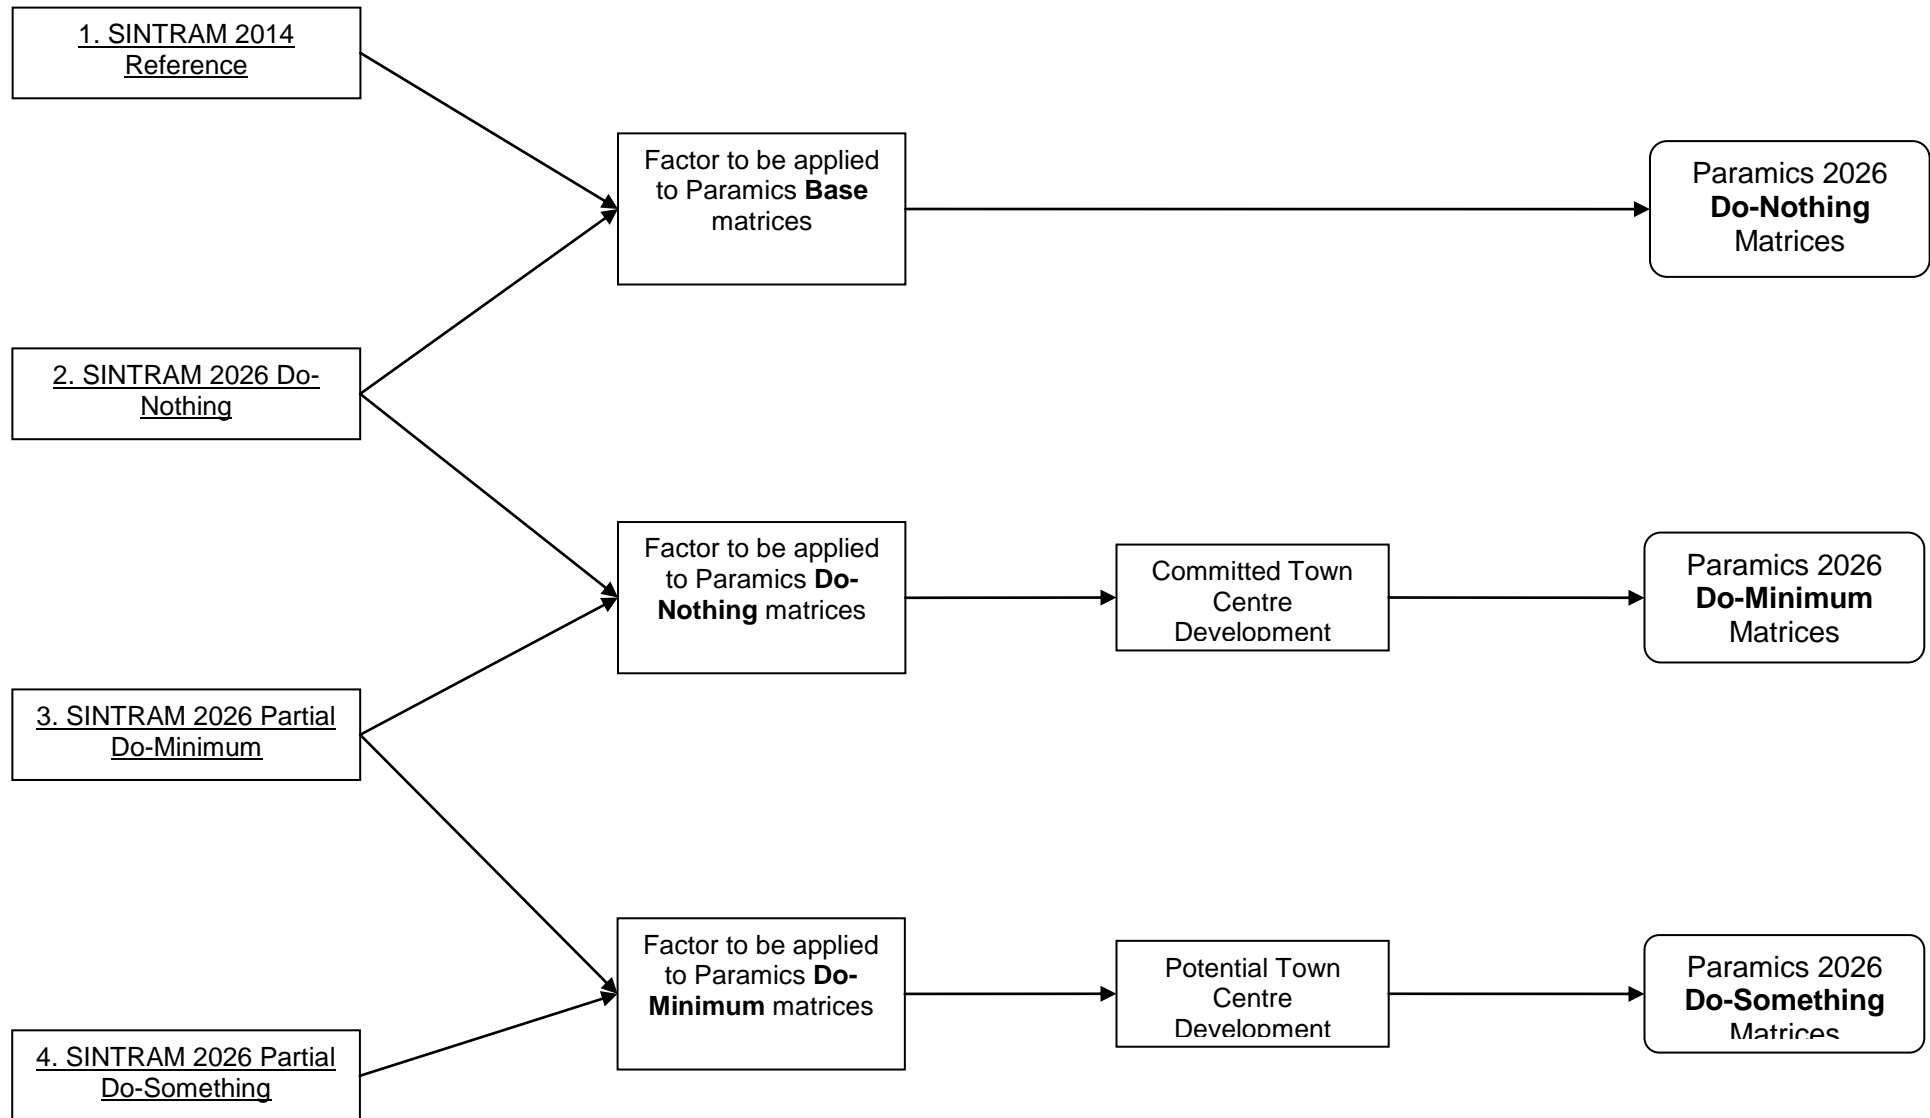 1. SINTRAM 2014
Reference
Factor to be applied
to Paramics Base
matrices
Paramics 2026
Do-Nothing
Matrices
2. SINTRAM 2026 Do-
Nothing
Factor to be applied
to Paramics Do-
Nothing matrices
Committed Town
Centre
Development
Paramics 2026
Do-Minimum
Matrices
3. SINTRAM 2026 Partial
Do-Minimum
Factor to be applied
to Paramics Do-
Minimum matrices
Potential Town
Centre
Development
Paramics 2026
Do-Something
Matrices
4. SINTRAM 2026 Partial
Do-Something